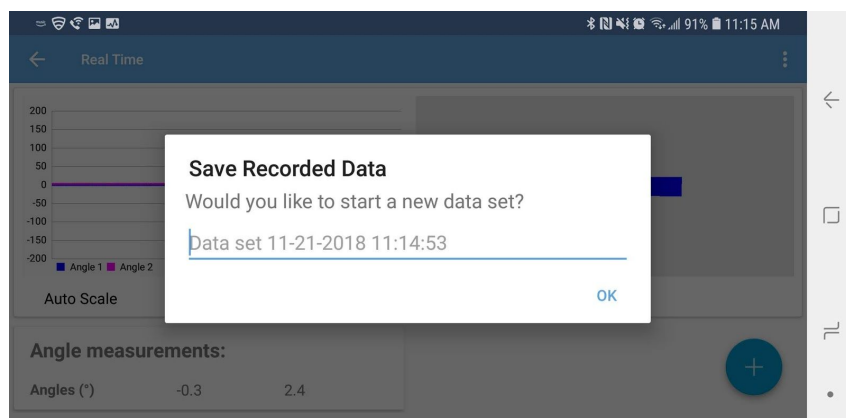 91% 11:15 AM
Real Time
200
150
100
50
0
-50
-100
-150
-200
Angle 1 Angle 2
Auto Scale
Save Recorded Data
Would you like to start a new data set?
Data set 11-21-2018 11:14:53
OK
Angle measurements:
Angles (°) -0.3 2.4